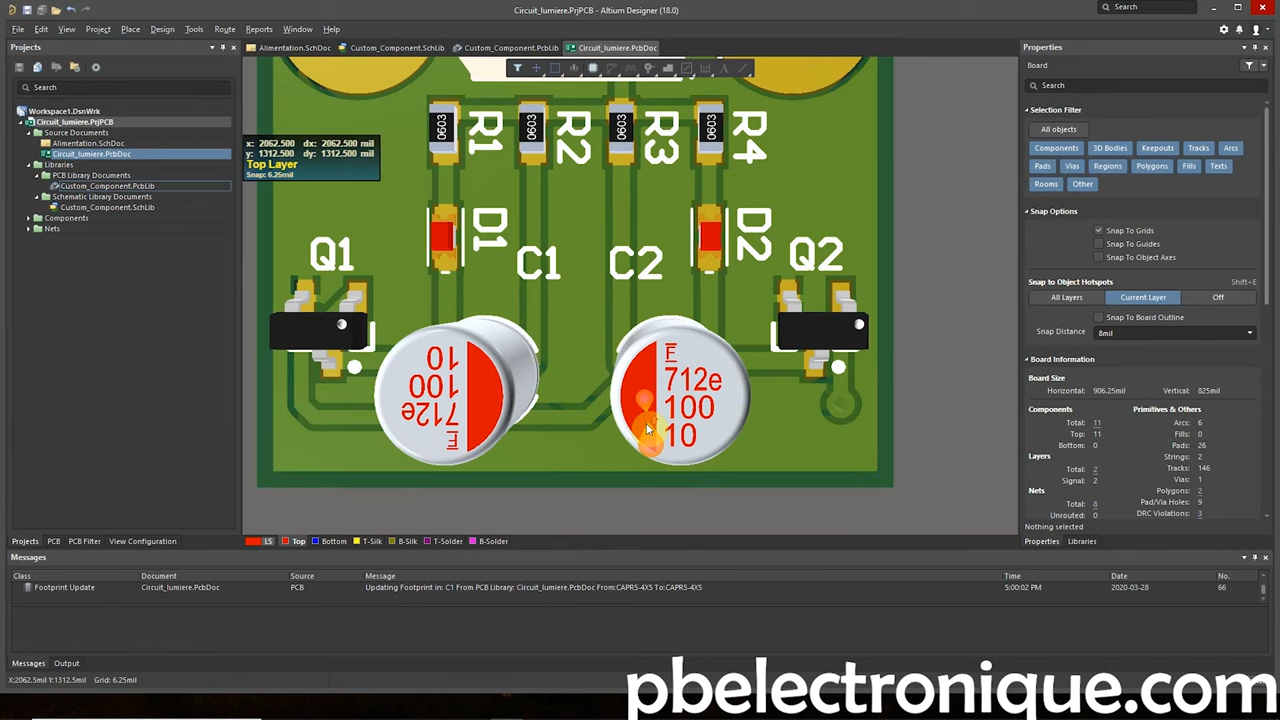 Circuit_lumiere.PrjPCB - Altium Designer (18.0)
Search
File Edit View Project Place Design Tools Route Reports Window Help
Projects
Alimentation.SchDoc Custom_Component.SchLib Custom_Component.PcbLib Circuit_lumiere.PcbDoc
Properties
Board
Search
Search
Workspace1.DsnWrk
Circuit_lumiere.PrjPCB
Source Documents
Alimentation.SchDoc
Circuit_lumiere.PcbDoc
Libraries
PCB Library Documents
Custom_Component.PcbLib
Schematic Library Documents
Custom_Component.SchLib
Components
Nets
x: 2062.500 dx: 2062.500 mil
y: 1312.500 dy: 1312.500 mil
Top Layer
Snap: 6.25mil
0603 R1 0603 R2 0603 R3 0603 R4
D1 D2
Q1 C1 C2 Q2
F
712e
100
10
F
712e
100
10
Selection Filter
All objects
Components 3D Bodies Keepouts Tracks Arcs
Pads Vias Regions Polygons Fills Texts
Rooms Other
Snap Options
Snap To Grids
Snap To Guides
Snap To Object Axes
Snap to Object Hotspots Shift+E
All Layers Current Layer Off
Snap To Board Outline
Snap Distance 8mil
Board Information
Board Size
Horizontal: 906.25mil Vertical: 825mil
Components Primitives & Others
Total: 11 Arcs: 6
Top: 11 Fills: 0
Bottom: 0 Pads: 26
Layers Strings: 2
Total: 2 Tracks: 146
Signal: 2 Vias: 1
Nets Polygons: 2
Total: 8 Pad/Via Holes: 9
Unrouted: 0 DRC Violations: 3
Nothing selected
Projects PCB PCB Filter View Configuration
LS Top Bottom T-Silk B-Silk T-Solder B-Solder
Properties Libraries
Messages
Class Document Source Message Time Date No.
Footprint Update Circuit_lumiere.PcbDoc PCB Updating Footprint in: C1 From PCB Library: Circuit_lumiere.PcbDoc From:CAPR5-4X5 To:CAPR5-4X5 5:00:02 PM 2020-03-28 66
Messages Output
X:2062.5mil Y:1312.5mil Grid: 6.25mil
pbelectronique.com